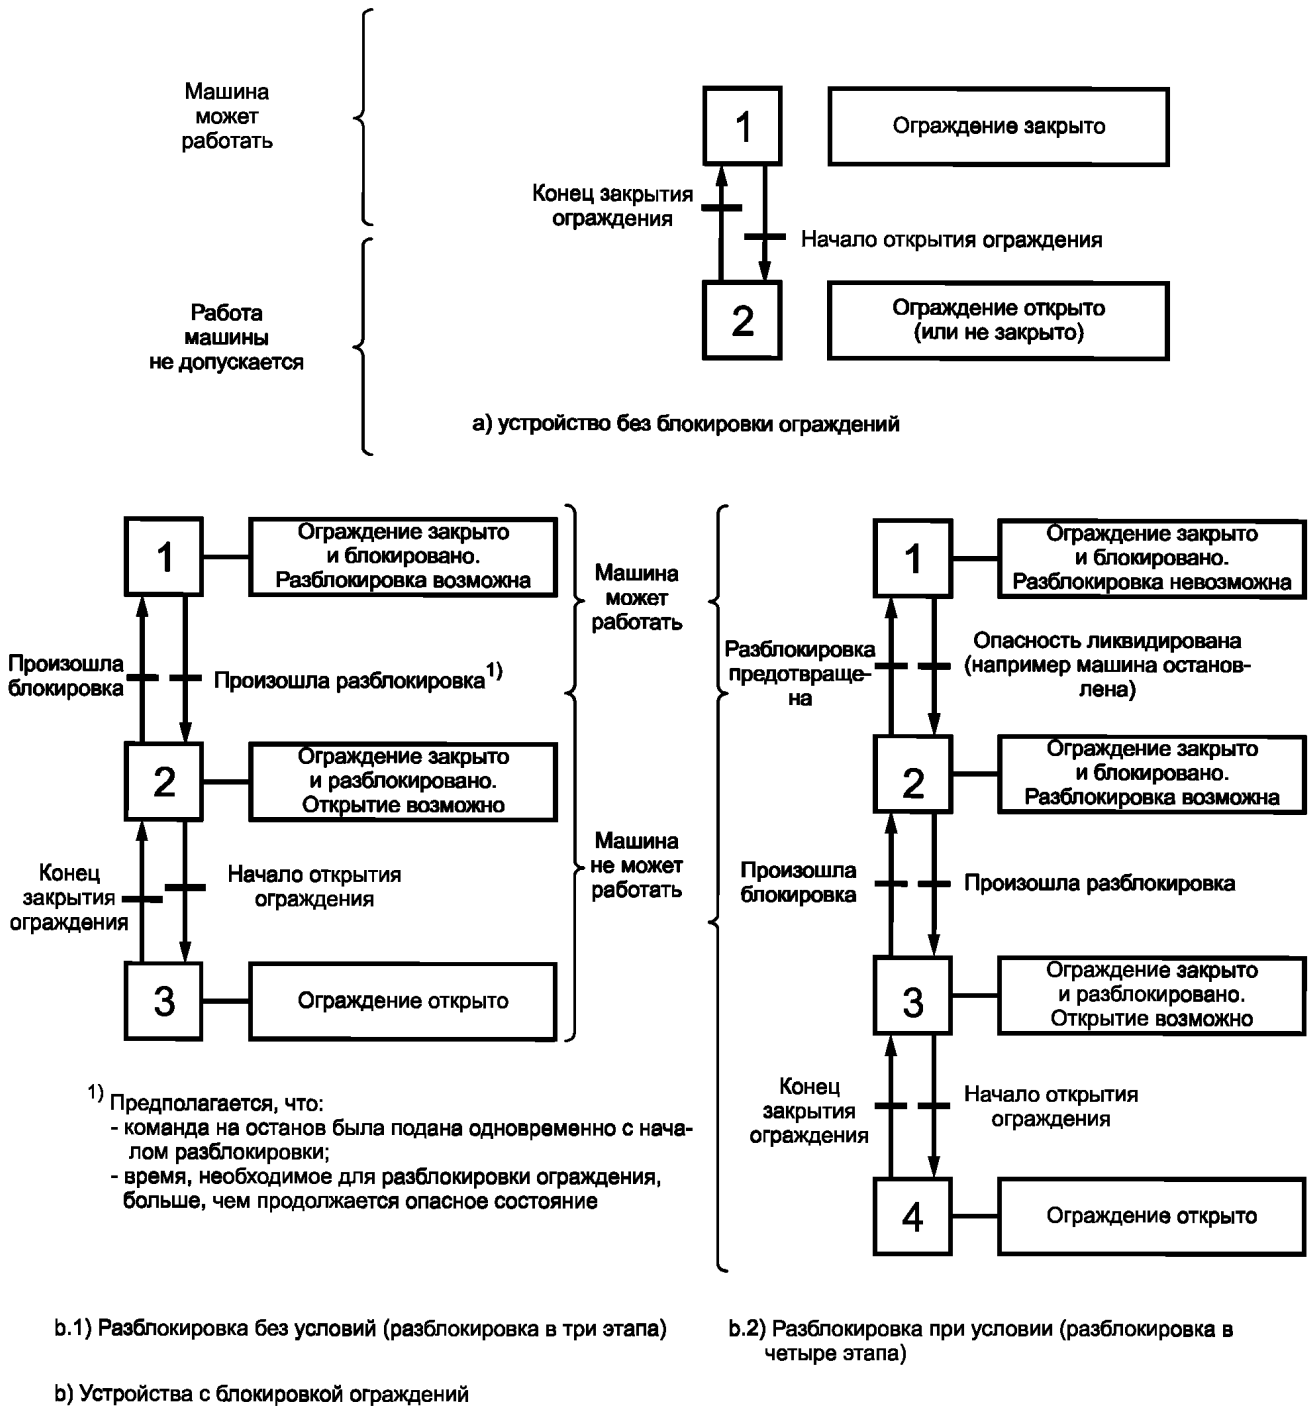 Машина
может
работать
1
Ограждение закрыто
Конец закрытия
ограждения
Начало открытия ограждения
Работа
машины
не допускается
2
Ограждение открыто
(или не закрыто)
a) устройство без блокировки ограждений
1
Ограждение закрыто
и блокировано.
Разблокировка возможна
Произошла
блокировка
Произошла разблокировка1)
2
Ограждение закрыто
и разблокировано.
Открытие возможно
Конец
закрытия
ограждения
Начало открытия
ограждения
3
Ограждение открыто
Машина
может
работать
Машина
не может
работать
1) Предполагается, что:
- команда на останов была подана одновременно с нача-
лом разблокировки;
- время, необходимое для разблокировки ограждения,
больше, чем продолжается опасное состояние
1
Ограждение закрыто
и блокировано.
Разблокировка невозможна
Разблокировка
предотвраще-
на
Опасность ликвидирована
(например машина останов-
лена)
2
Ограждение закрыто
и блокировано.
Разблокировка возможна
Произошла
блокировка
Произошла разблокировка
3
Ограждение закрыто
и разблокировано.
Открытие возможно
Конец
закрытия
ограждения
Начало открытия
ограждения
4
Ограждение открыто
b.1) Разблокировка без условий (разблокировка в три этапа)
b.2) Разблокировка при условии (разблокировка в
четыре этапа)
b) Устройства с блокировкой ограждений